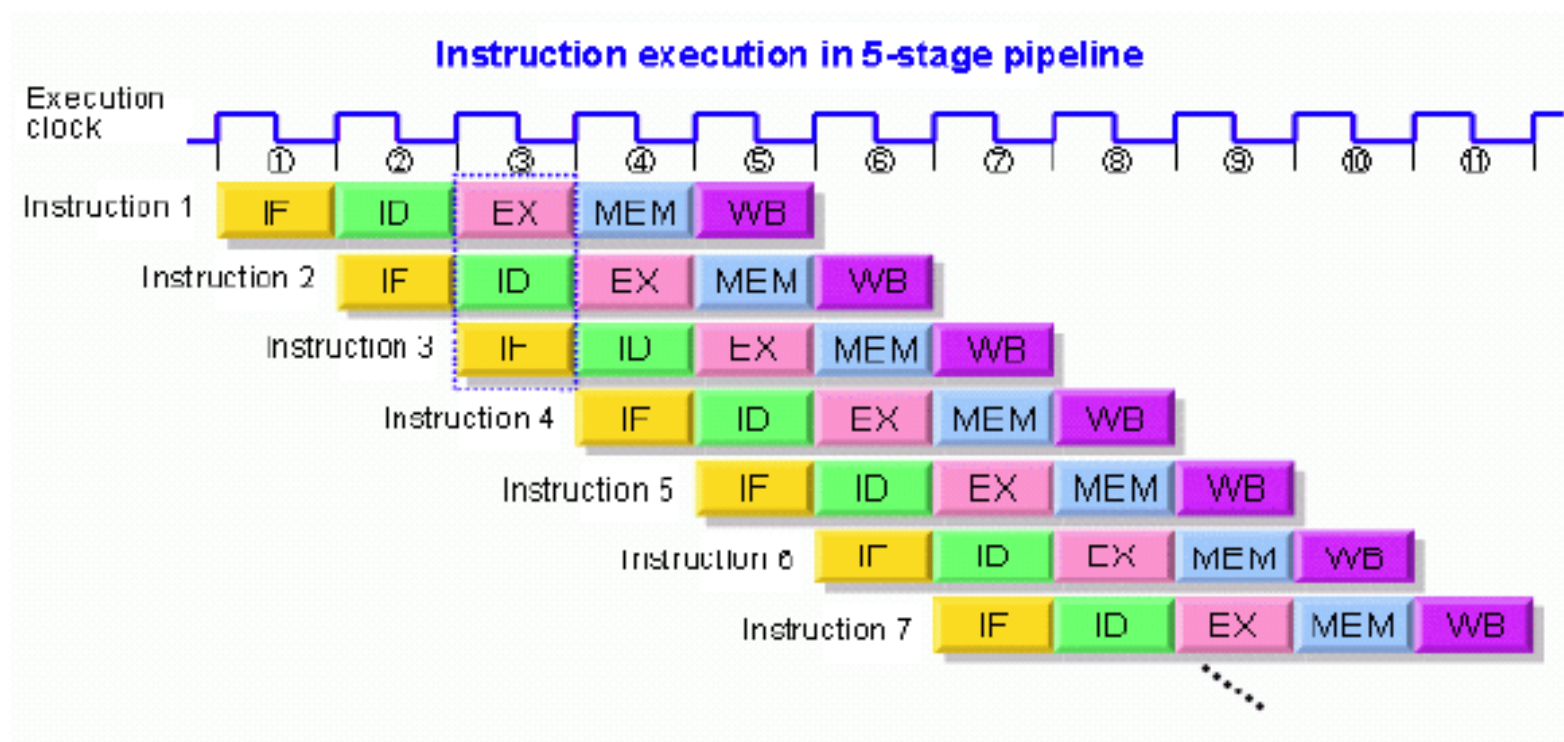 Instruction execution in 5-stage pipeline
Execution
clock
① ② ③ ④ ⑤ ⑥ ⑦ ⑧ ⑨ ⑩ ⑪
Instruction 1 IF ID EX MEM WB
Instruction 2 IF ID EX MEM WB
Instruction 3 IF ID EX MEM WB
Instruction 4 IF ID EX MEM WB
Instruction 5 IF ID EX MEM WB
Instruction 6 IF ID EX MEM WB
Instruction 7 IF ID EX MEM WB